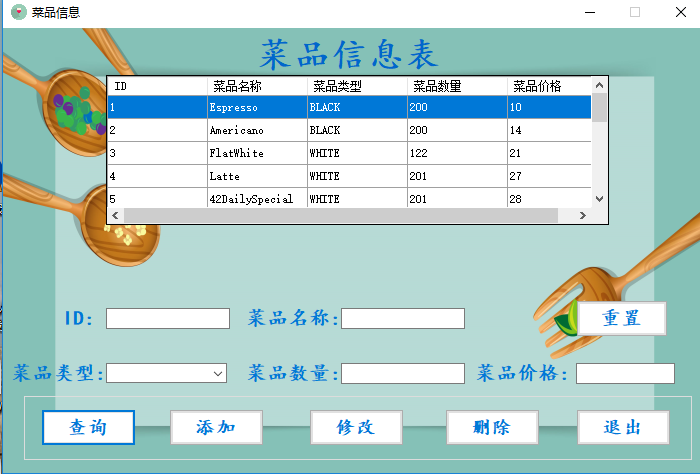 菜品信息
菜品信息表
ID 菜品名称 菜品类型 菜品数量 菜品价格
1 Espresso BLACK 200 10
2 Americano BLACK 200 14
3 FlatWhite WHITE 122 21
4 Latte WHITE 201 27
5 42DailySpecial WHITE 201 28
ID: 菜品名称: 重置
菜品类型: 菜品数量: 菜品价格:
查询 添加 修改 删除 退出